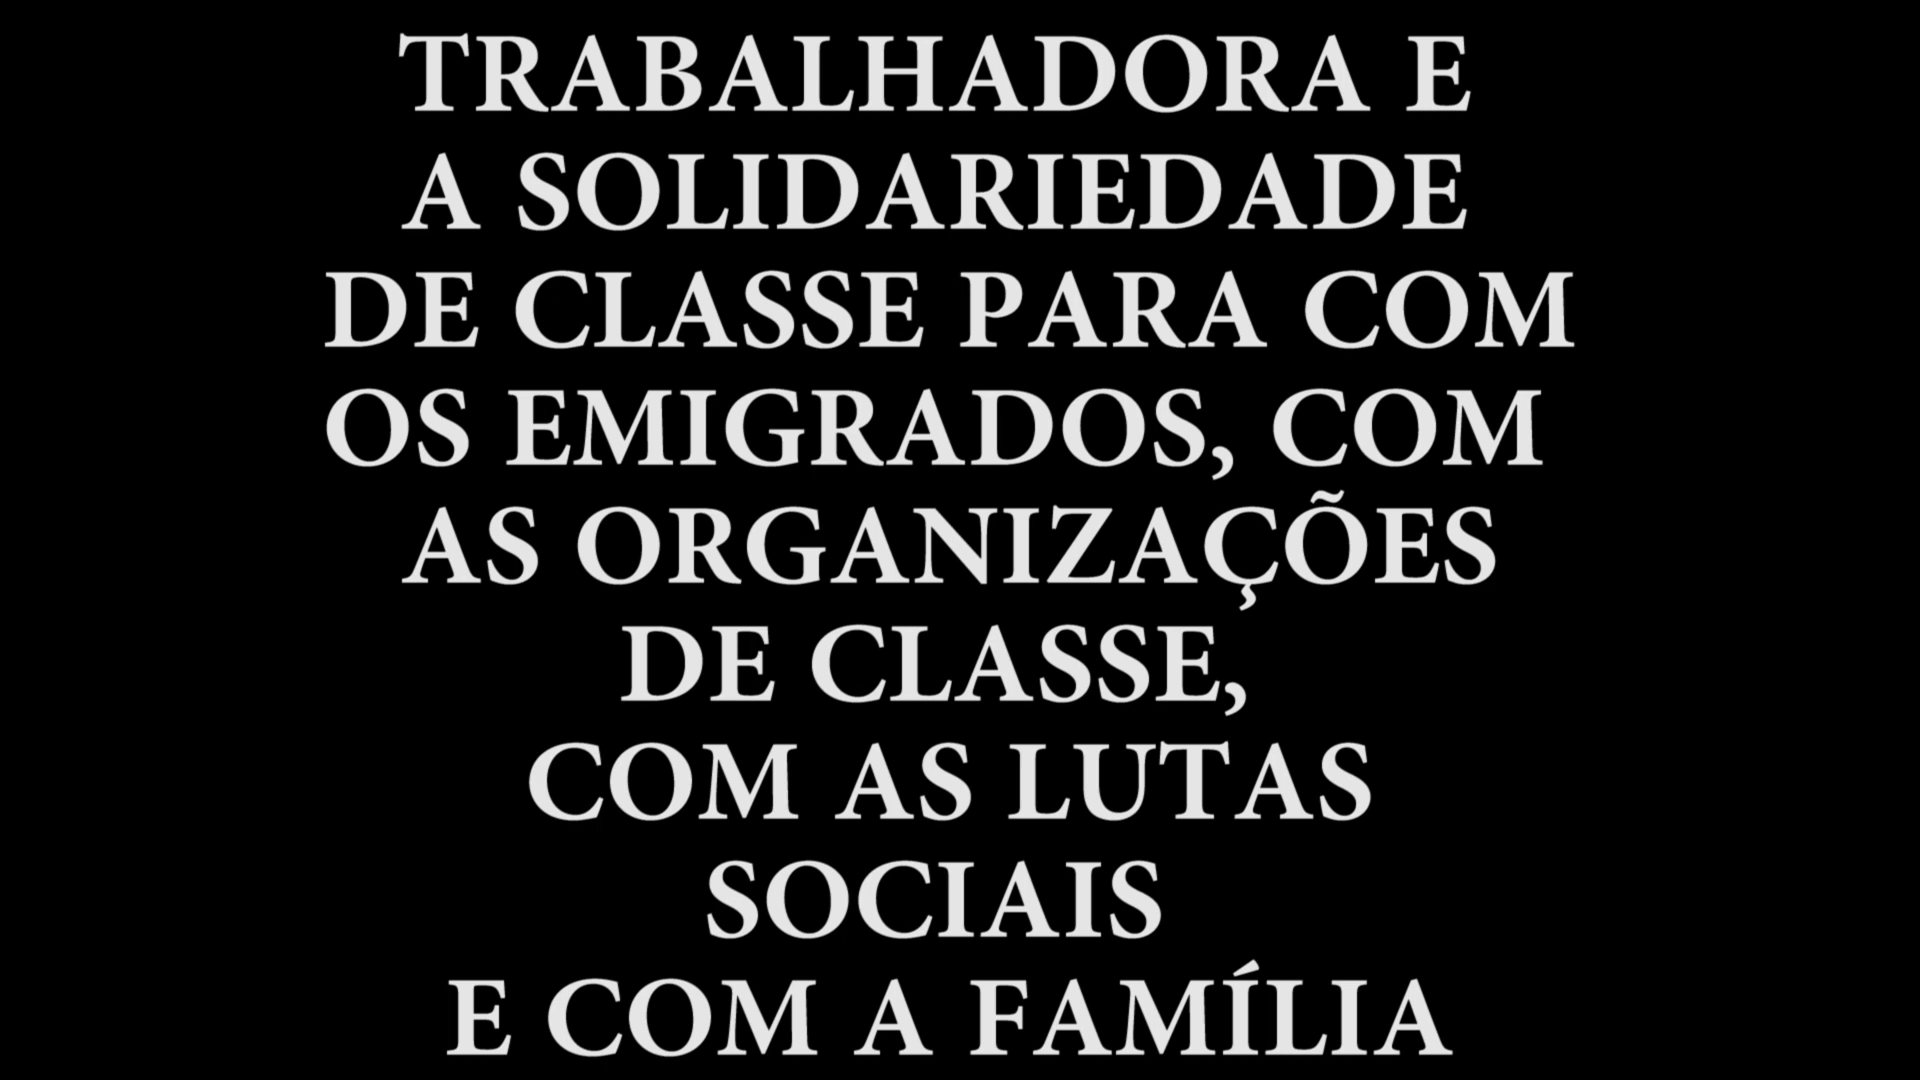 TRABALHADORA E
A SOLIDARIEDADE
DE CLASSE PARA COM
OS EMIGRADOS, COM
AS ORGANIZAÇÕES
DE CLASSE,
COM AS LUTAS
SOCIAIS
E COM A FAMÍLIA